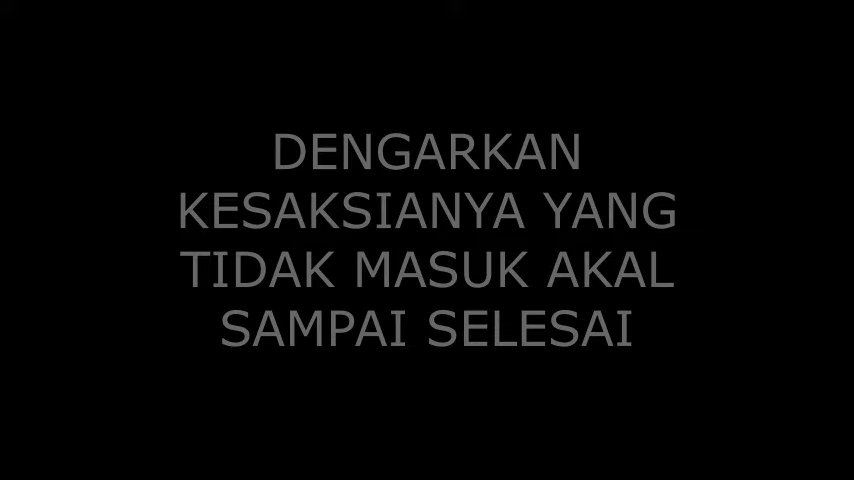 DENGARKAN
KESAKSIANYA YANG
TIDAK MASUK AKAL
SAMPAI SELESAI